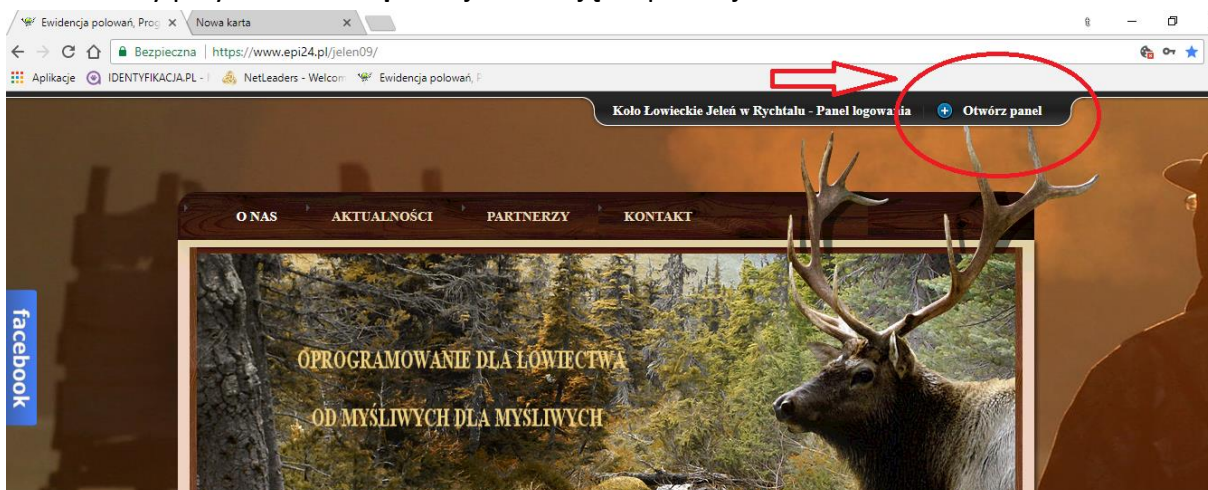 Ewidencja polowań, Prog
Nowa karta
Bezpieczna | https://www.epi24.pl/jelen09/
Aplikacje IDENTYFIKACJA.PL - NetLeaders - Welcom Ewidencja polowań, P
Koło Łowieckie Jeleń w Rychtalu - Panel logowania Otwórz panel
O NAS AKTUALNOŚCI PARTNERZY KONTAKT
facebook
OPROGRAMOWANIE DLA ŁOWIECTWA
OD MYŚLIWYCH DLA MYŚLIWYCH